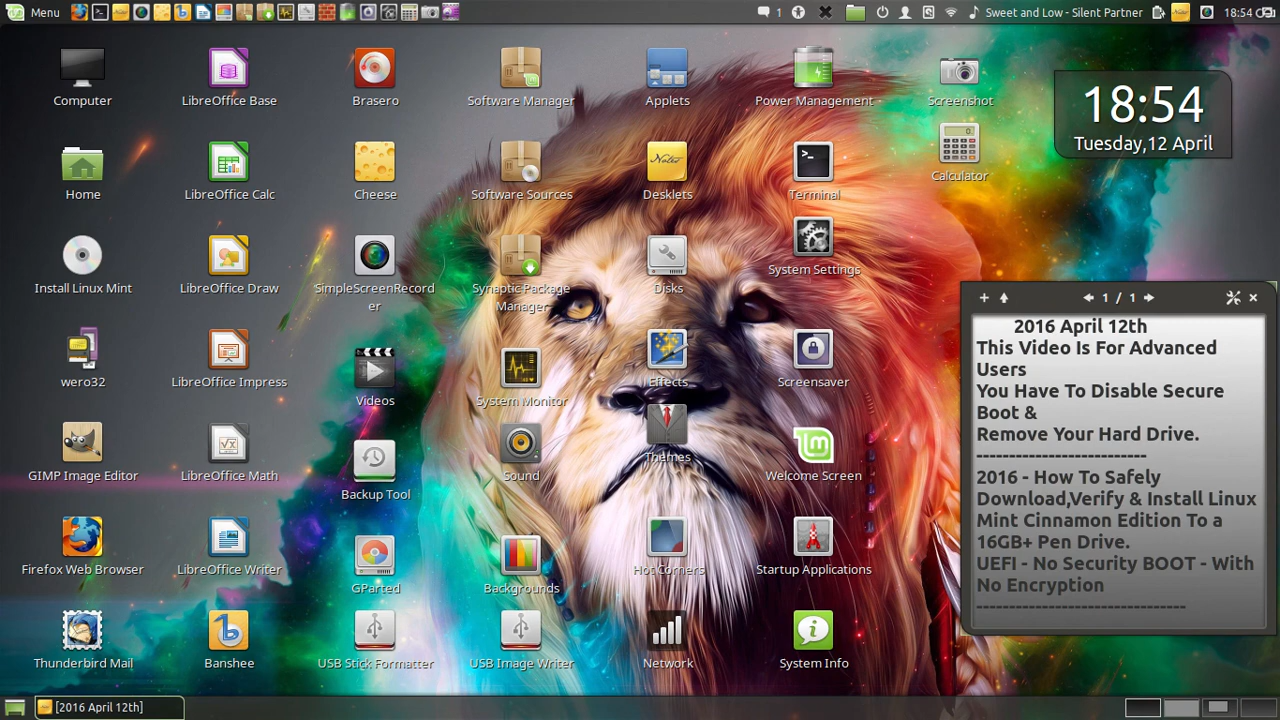 Menu
1
Sweet and Low - Silent Partner
18:54
Computer
LibreOffice Base
Brasero
Software Manager
Applets
Power Management
Screenshot
18:54
Tuesday,12 April
Home
LibreOffice Calc
Cheese
Software Sources
Notes
Desklets
Terminal
Calculator
Install Linux Mint
LibreOffice Draw
SimpleScreenRecord
er
Synaptic Package
Manager
Disks
System Settings
wero32
LibreOffice Impress
Videos
System Monitor
Effects
Screensaver
GIMP Image Editor
LibreOffice Math
Backup Tool
Sound
Themes
Welcome Screen
Firefox Web Browser
LibreOffice Writer
GParted
Backgrounds
Hot Corners
Startup Applications
Thunderbird Mail
Banshee
USB Stick Formatter
USB Image Writer
Network
System Info
1 / 1
2016 April 12th
This Video Is For Advanced
Users
You Have To Disable Secure
Boot &
Remove Your Hard Drive.
--------------------------
2016 - How To Safely
Download,Verify & Install Linux
Mint Cinnamon Edition To a
16GB+ Pen Drive.
UEFI - No Security BOOT - With
No Encryption
--------------------------------
[2016 April 12th]